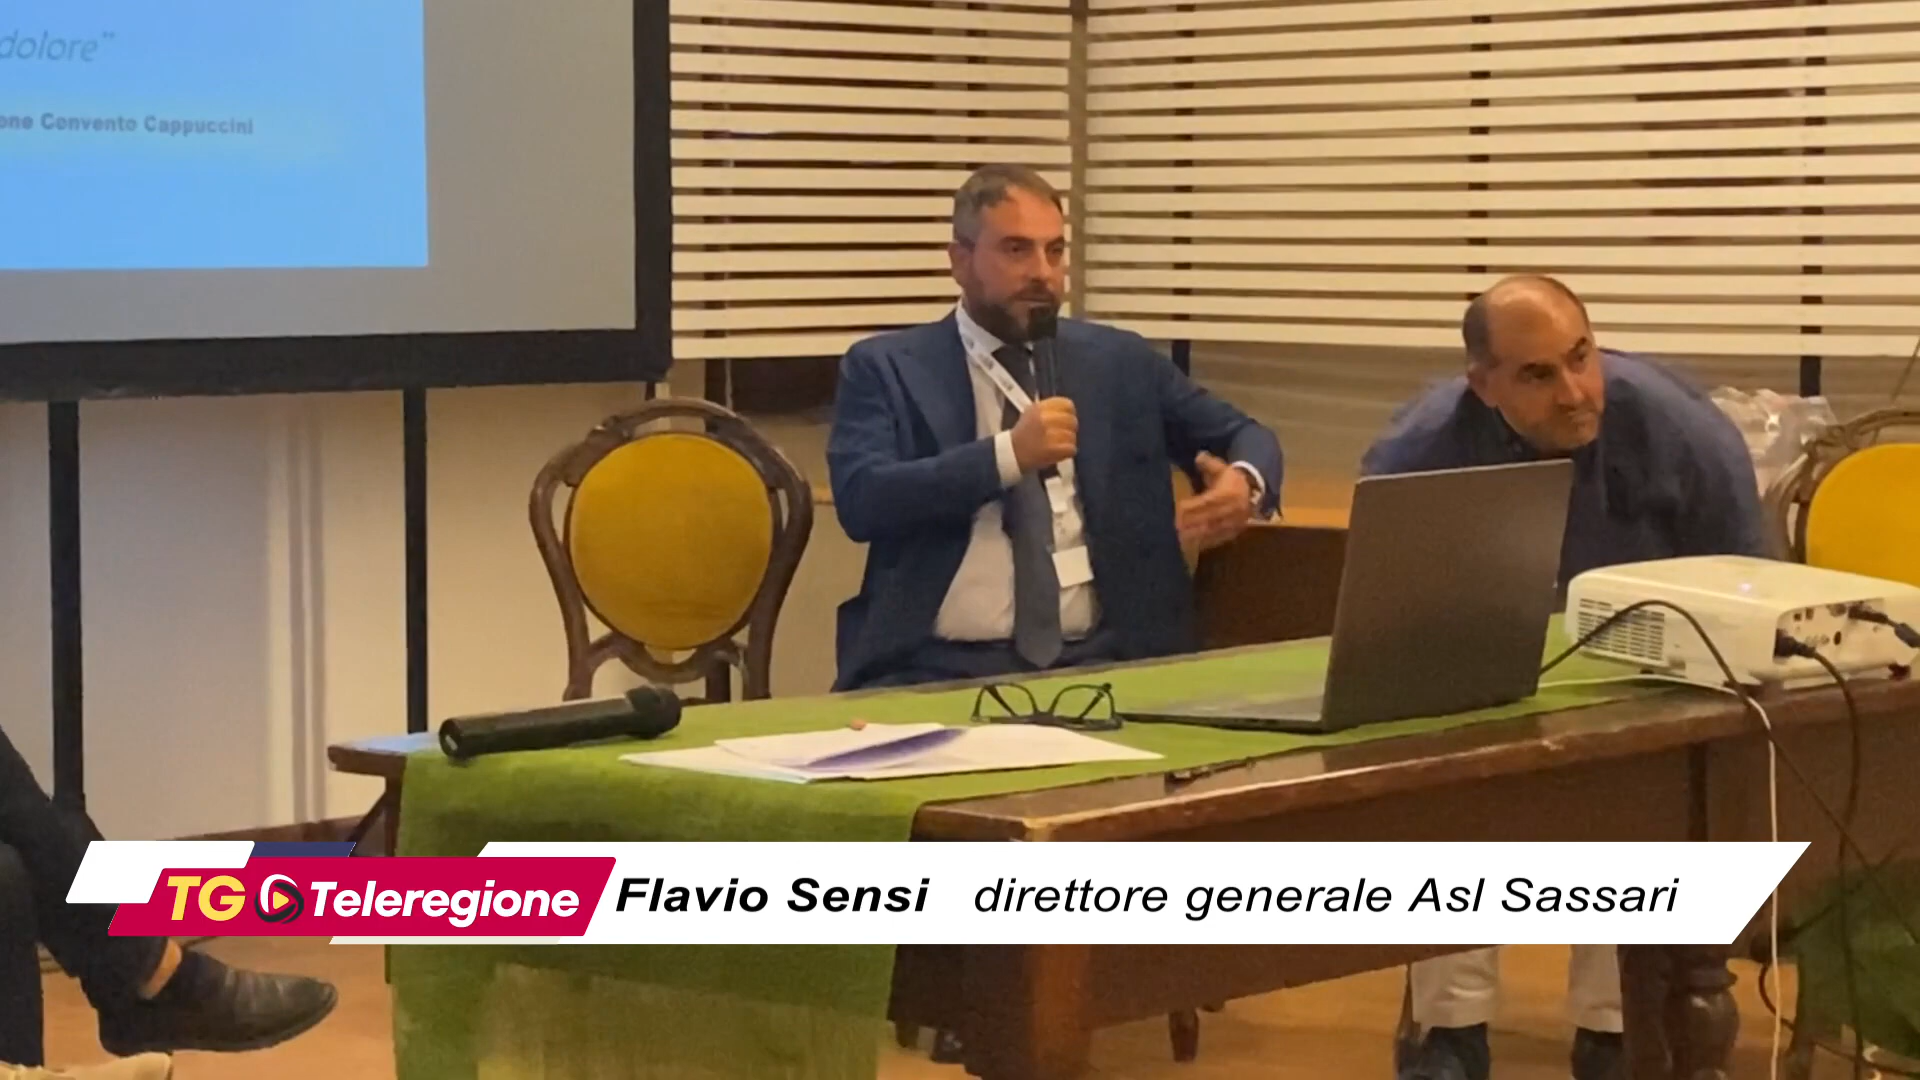 dolore"
one Convento Cappuccini
TG Teleregione Flavio Sensi direttore generale Asl Sassari